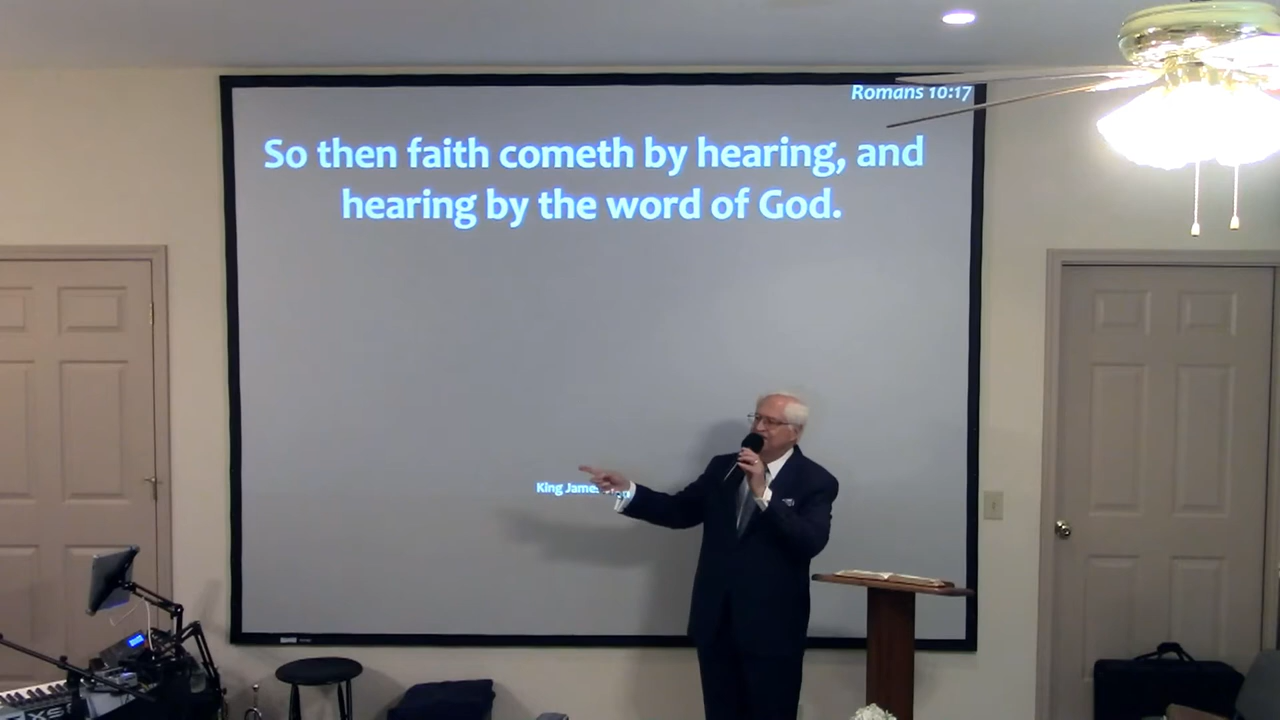 Romans 10:17
So then faith cometh by hearing, and
hearing by the word of God.
King James